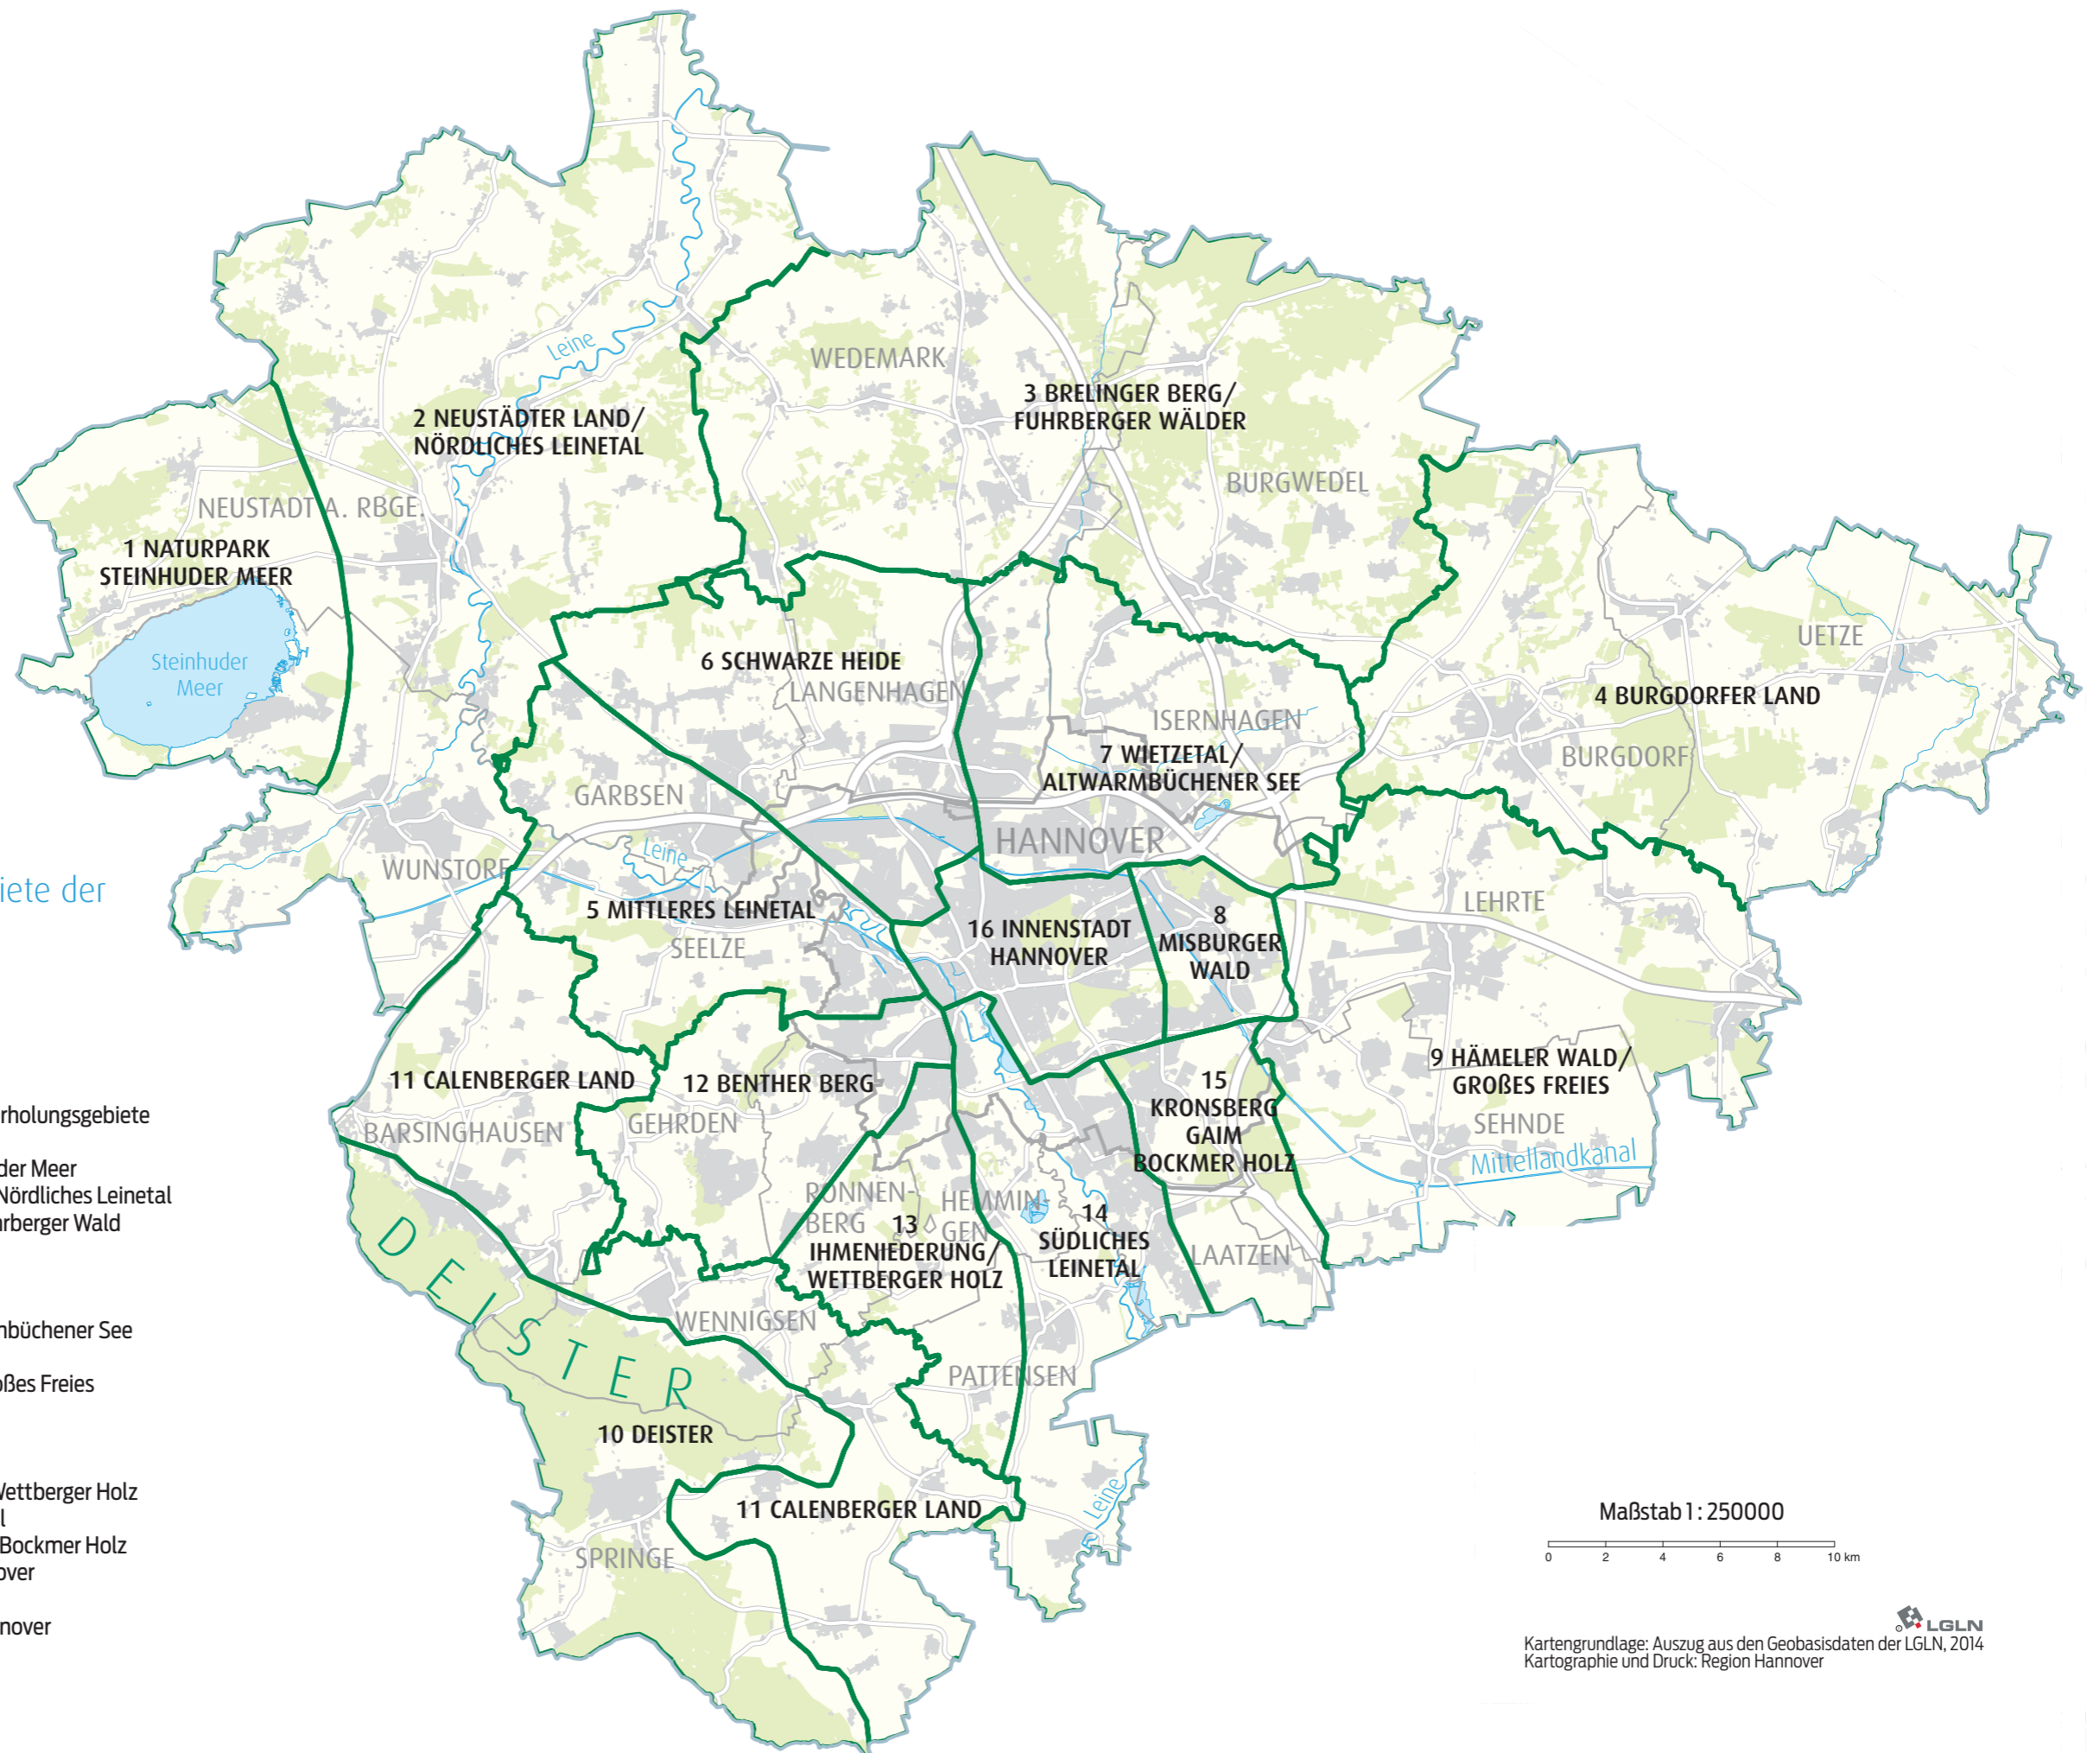 WEDEMARK
3 BRELINGER BERG/
FUHRBERGER WÄLDER
Leine
2 NEUSTÄDTER LAND/
NÖRDLICHES LEINETAL
BURGWEDEL
NEUSTADT A. RBGE.
1 NATURPARK
STEINHUDER MEER
Steinhuder
Meer
6 SCHWARZE HEIDE
LANGENHAGEN
UETZE
4 BURGDORFER LAND
BURGDORF
ISERNHAGEN
7 WIETZETAL/
ALTWARMBÜCHENER SEE
GARBSEN
HANNOVER
Leine
WUNSTORF
iete der
5 MITTLERES LEINETAL
SEELZE
16 INNENSTADT
HANNOVER
8
MISBURGER
WALD
LEHRTE
9 HÄMELER WALD/
GROßES FREIES
SEHNDE
Mittellandkanal
11 CALENBERGER LAND
BARSINGHAUSEN
12 BENTHER BERG
GEHRDEN
15
KRONSBERG
GAIM
BOCKMER HOLZ
RONNEN-
BERG
HEMMIN-
GEN
13
IHMENIEDERUNG/
WETTBERGER HOLZ
14
SÜDLICHES
LEINETAL
LAATZEN
DEISTER
WENNIGSEN
PATTENSEN
10 DEISTER
11 CALENBERGER LAND
Leine
SPRINGE
rholungsgebiete
der Meer
Nördliches Leinetal
hrberger Wald
nbüchener See
oßes Freies
Wettberger Holz
l
Bockmer Holz
over
nover
Maßstab 1 : 250000
0 2 4 6 8 10 km
LGLN
Kartengrundlage: Auszug aus den Geobasisdaten der LGLN, 2014
Kartographie und Druck: Region Hannover